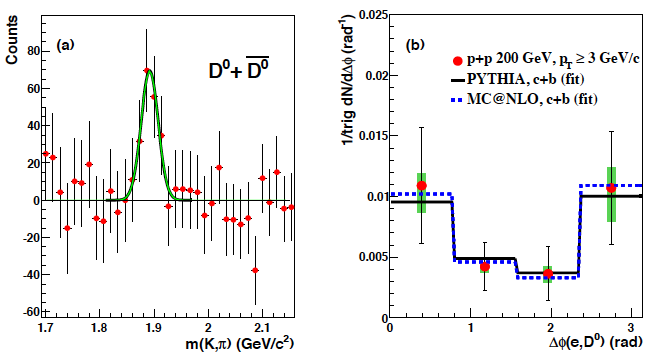 Counts
(a)
D⁰ + D̅⁰
80
60
40
20
0
-20
-40
-60
1.7
1.8
1.9
2
2.1
m(K,π) (GeV/c²)
1/trig dN/dΔφ (rad⁻¹)
(b)
p+p 200 GeV, p_T ≥ 3 GeV/c
PYTHIA, c+b (fit)
MC@NLO, c+b (fit)
0.025
0.02
0.015
0.01
0.005
0
0
1
2
3
Δφ(e,D⁰) (rad)